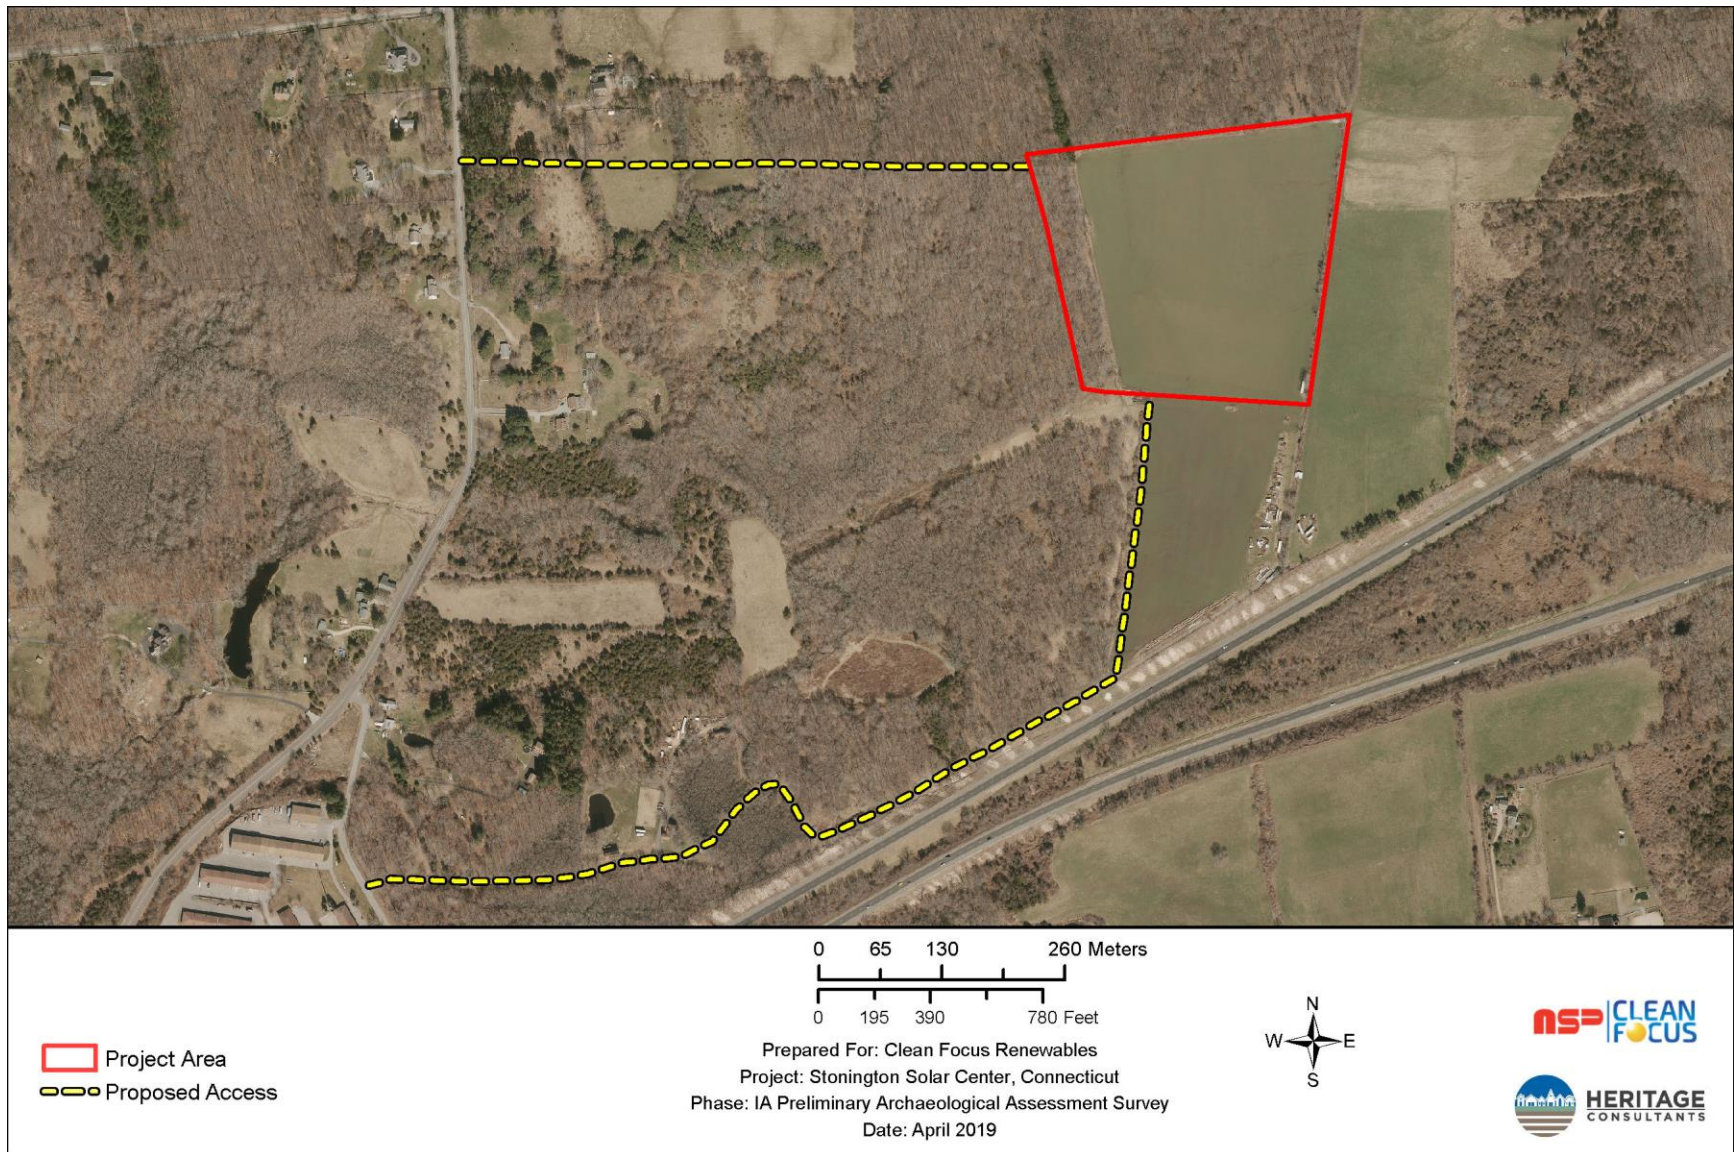 0 65 130 260 Meters
0 195 390 780 Feet
Prepared For: Clean Focus Renewables
Project: Stonington Solar Center, Connecticut
Phase: IA Preliminary Archaeological Assessment Survey
Date: April 2019
Project Area
Proposed Access
N
W E
S
NSP CLEAN
FOCUS
HERITAGE
CONSULTANTS